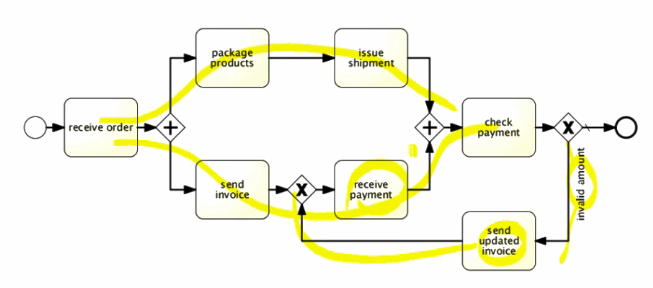 package
products
issue
shipment
receive order
check
payment
send
invoice
receive
payment
invalid amount
send
updated
invoice